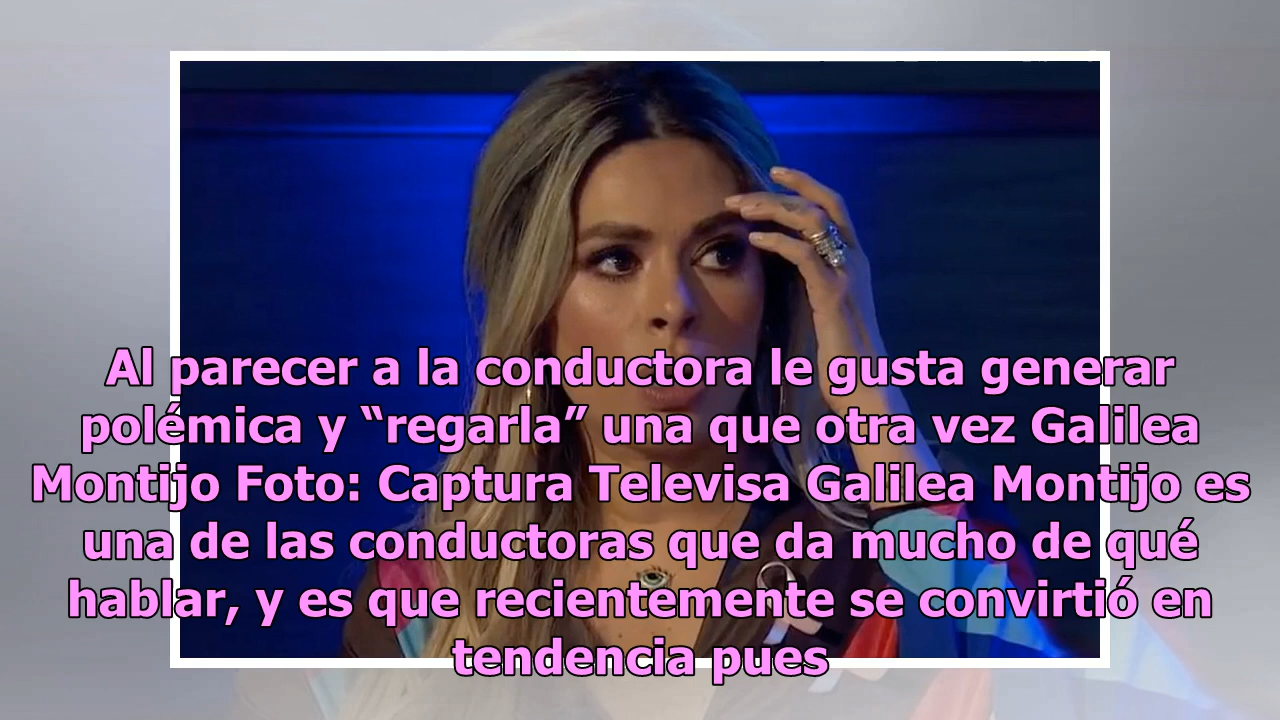 Al parecer a la conductora le gusta generar
polémica y “regarla” una que otra vez Galilea
Montijo Foto: Captura Televisa Galilea Montijo es
una de las conductoras que da mucho de qué
hablar, y es que recientemente se convirtió en
tendencia pues